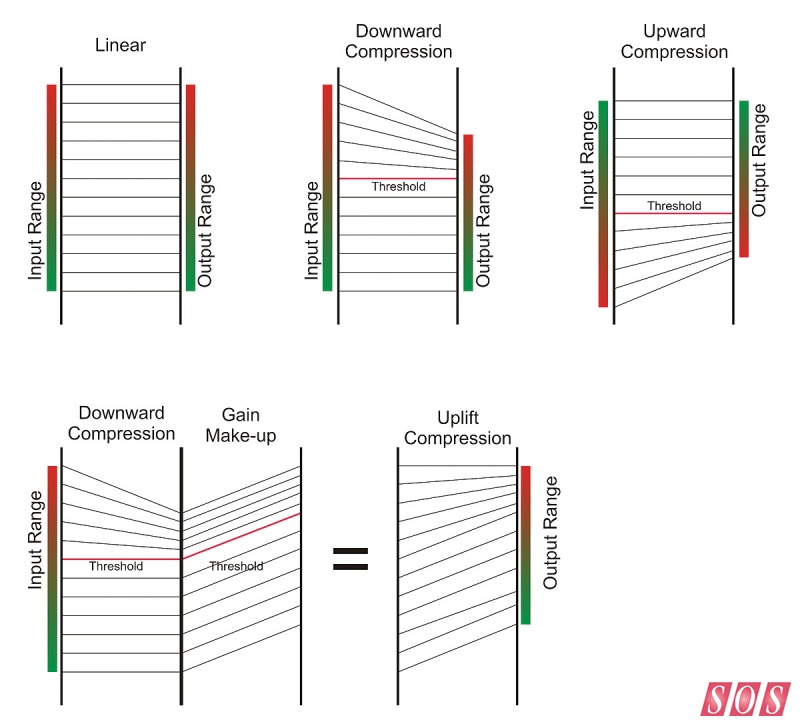 Linear
Downward
Compression
Upward
Compression
Input Range
Output Range
Input Range
Threshold
Output Range
Input Range
Threshold
Output Range
Downward
Compression
Gain
Make-up
Uplift
Compression
Input Range
Threshold
Threshold
=
Output Range
SOS